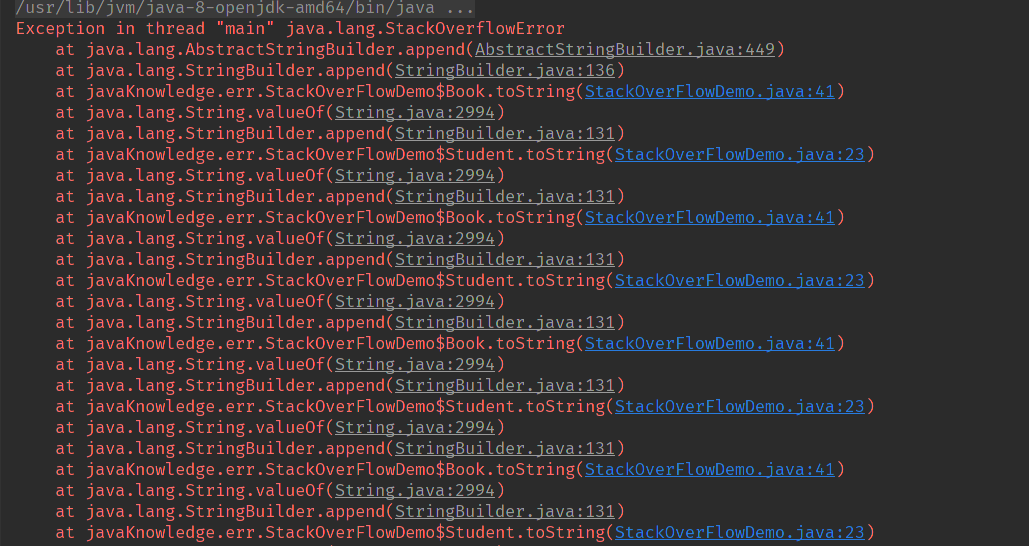 /usr/lib/jvm/java-8-openjdk-amd64/bin/java ...
Exception in thread "main" java.lang.StackOverflowError
at java.lang.AbstractStringBuilder.append(AbstractStringBuilder.java:449)
at java.lang.StringBuilder.append(StringBuilder.java:136)
at javaKnowledge.err.StackOverFlowDemo$Book.toString(StackOverFlowDemo.java:41)
at java.lang.String.valueOf(String.java:2994)
at java.lang.StringBuilder.append(StringBuilder.java:131)
at javaKnowledge.err.StackOverFlowDemo$Student.toString(StackOverFlowDemo.java:23)
at java.lang.String.valueOf(String.java:2994)
at java.lang.StringBuilder.append(StringBuilder.java:131)
at javaKnowledge.err.StackOverFlowDemo$Book.toString(StackOverFlowDemo.java:41)
at java.lang.String.valueOf(String.java:2994)
at java.lang.StringBuilder.append(StringBuilder.java:131)
at javaKnowledge.err.StackOverFlowDemo$Student.toString(StackOverFlowDemo.java:23)
at java.lang.String.valueOf(String.java:2994)
at java.lang.StringBuilder.append(StringBuilder.java:131)
at javaKnowledge.err.StackOverFlowDemo$Book.toString(StackOverFlowDemo.java:41)
at java.lang.String.valueOf(String.java:2994)
at java.lang.StringBuilder.append(StringBuilder.java:131)
at javaKnowledge.err.StackOverFlowDemo$Student.toString(StackOverFlowDemo.java:23)
at java.lang.String.valueOf(String.java:2994)
at java.lang.StringBuilder.append(StringBuilder.java:131)
at javaKnowledge.err.StackOverFlowDemo$Book.toString(StackOverFlowDemo.java:41)
at java.lang.String.valueOf(String.java:2994)
at java.lang.StringBuilder.append(StringBuilder.java:131)
at javaKnowledge.err.StackOverFlowDemo$Student.toString(StackOverFlowDemo.java:23)